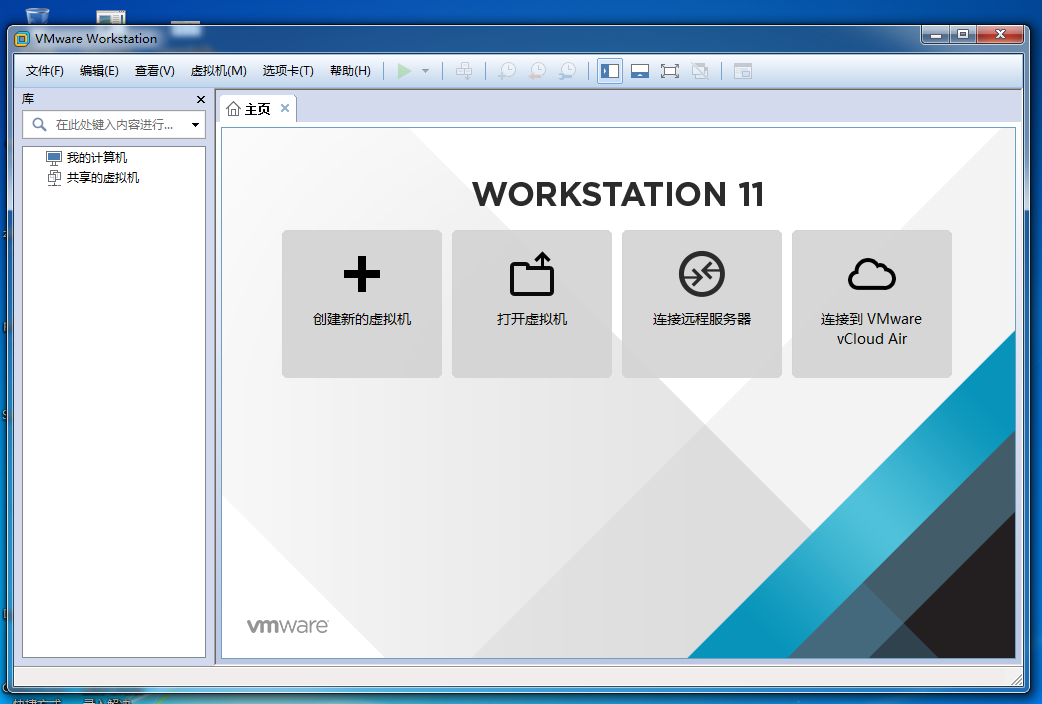 VMware Workstation
文件(F) 编辑(E) 查看(V) 虚拟机(M) 选项卡(T) 帮助(H)
库
在此处键入内容进行...
我的计算机
共享的虚拟机
主页
WORKSTATION 11
创建新的虚拟机
打开虚拟机
连接远程服务器
连接到 VMware
vCloud Air
vmware